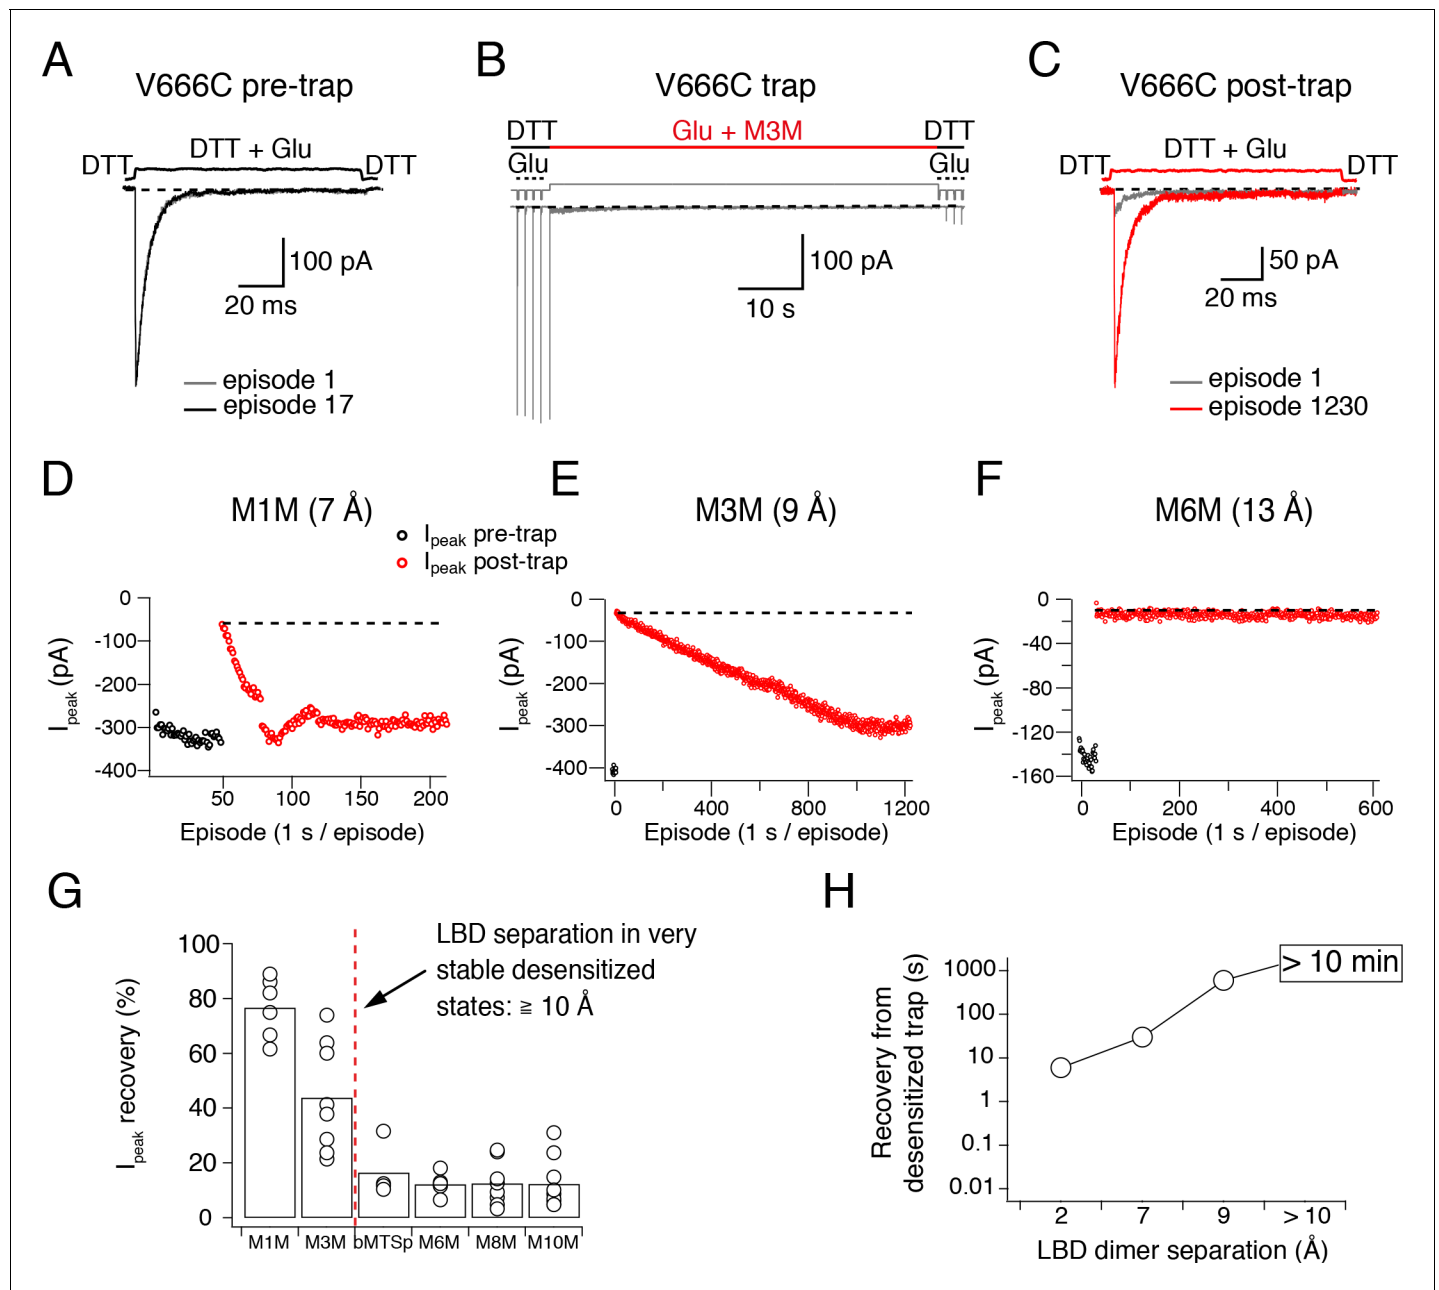 A
V666C pre-trap
DTT
DTT + Glu
DTT
100 pA
20 ms
episode 1
episode 17
B
V666C trap
DTT
Glu + M3M
DTT
Glu
Glu
100 pA
10 s
C
V666C post-trap
DTT
DTT + Glu
DTT
50 pA
20 ms
episode 1
episode 1230
D
M1M (7 Å)
Ipeak pre-trap
Ipeak post-trap
0
-100
-200
-300
-400
Ipeak (pA)
50
100
150
200
Episode (1 s / episode)
E
M3M (9 Å)
0
-100
-200
-300
-400
Ipeak (pA)
0
400
800
1200
Episode (1 s / episode)
F
M6M (13 Å)
0
-40
-80
-120
-160
Ipeak (pA)
0
200
400
600
Episode (1 s / episode)
G
LBD separation in very
stable desensitized
states: ≧ 10 Å
100
80
60
40
20
0
Ipeak recovery (%)
M1M
M3M
bMTSp
M6M
M8M
M10M
H
> 10 min
1000
100
10
1
0.1
0.01
Recovery from
desensitized trap (s)
2
7
9
> 10
LBD dimer separation (Å)